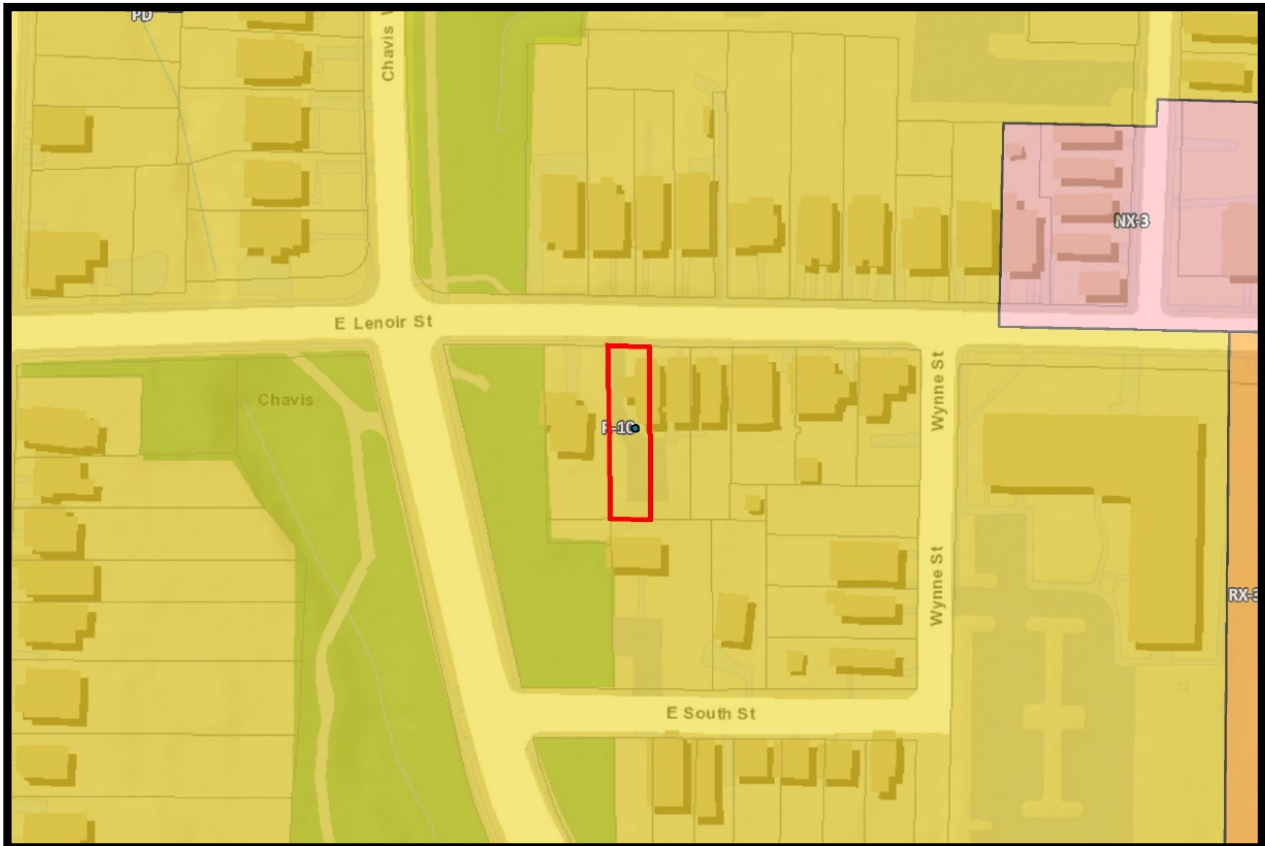 PD
Chavis
NX-3
E Lenoir St
Wynne St
Chavis
R-10
Wynne St
RX-3
E South St